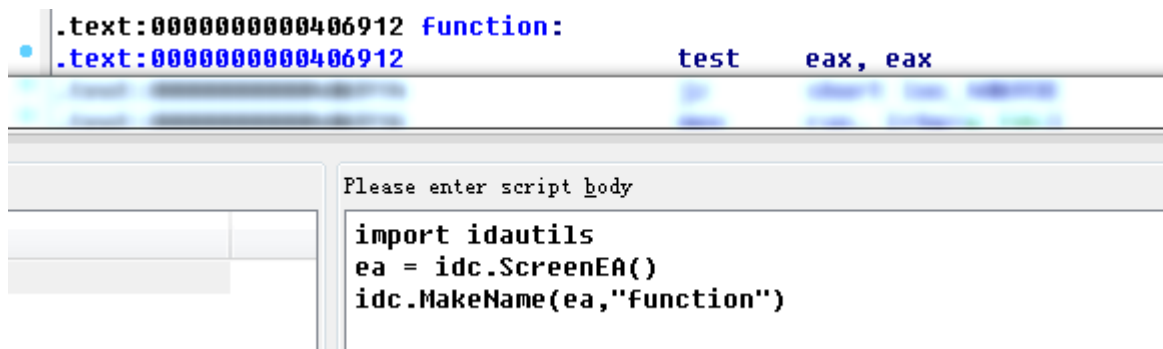 .text:0000000000406912 function:
.text:0000000000406912 test eax, eax
Please enter script body
import idautils
ea = idc.ScreenEA()
idc.MakeName(ea,"function")